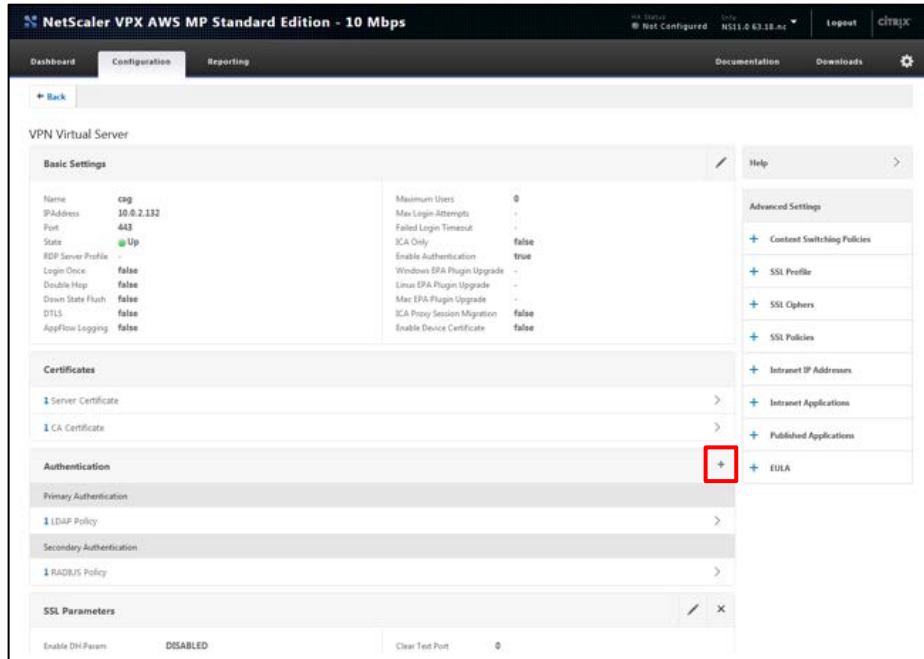 NetScaler VPX AWS MP Standard Edition - 10 Mbps
HA Status
Not Configured
NS11.0 63.18.nc
Logout
CITRIX
Dashboard
Configuration
Reporting
Documentation
Downloads
Back
VPN Virtual Server
Basic Settings
Name cag
IPAddress 10.0.2.132
Port 443
State Up
RDP Server Profile -
Login Once false
Double Hop false
Down State Flush false
DTLS false
AppFlow Logging false
Maximum Users 0
Max Login Attempts -
Failed Login Timeout -
ICA Only false
Enable Authentication true
Windows EPA Plugin Upgrade -
Linux EPA Plugin Upgrade -
Mac EPA Plugin Upgrade -
ICA Proxy Session Migration false
Enable Device Certificate false
Certificates
1 Server Certificate
1 CA Certificate
Authentication
Primary Authentication
1 LDAP Policy
Secondary Authentication
1 RADIUS Policy
SSL Parameters
Enable DH Param DISABLED
Clear Text Port 0
Help
Advanced Settings
+ Content Switching Policies
+ SSL Profile
+ SSL Ciphers
+ SSL Policies
+ Intranet IP Addresses
+ Intranet Applications
+ Published Applications
+ EULA